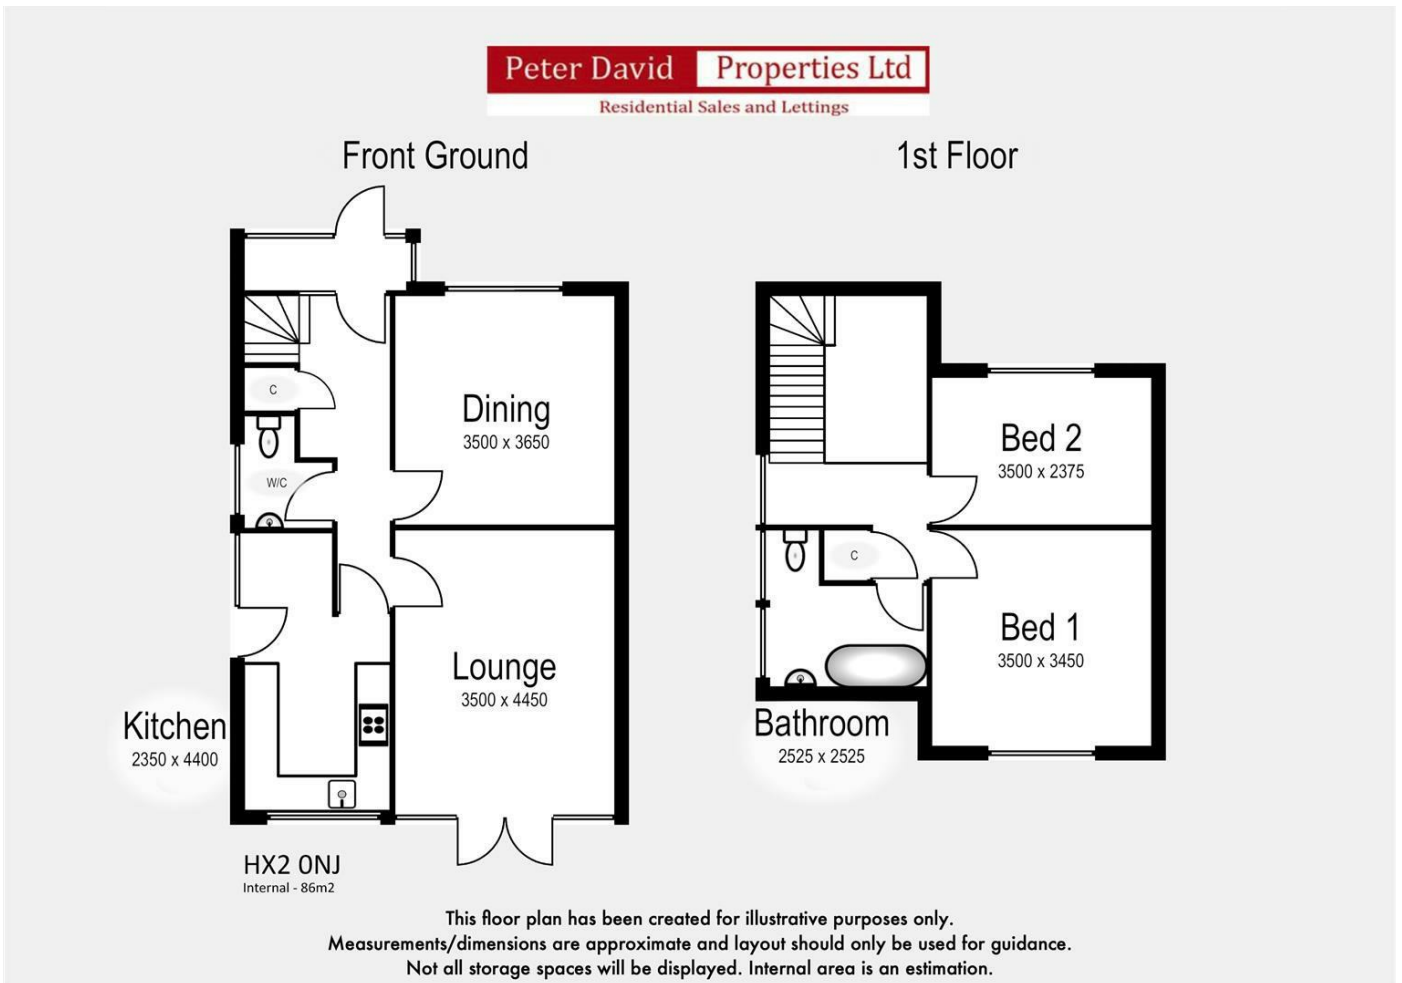 Peter David Properties Ltd
Residential Sales and Lettings
Front Ground
1st Floor
C
W/C
Dining
3500 x 3650
Lounge
3500 x 4450
Kitchen
2350 x 4400
Bed 2
3500 x 2375
C
Bed 1
3500 x 3450
Bathroom
2525 x 2525
HX2 0NJ
Internal - 86m2
This floor plan has been created for illustrative purposes only.
Measurements/dimensions are approximate and layout should only be used for guidance.
Not all storage spaces will be displayed. Internal area is an estimation.